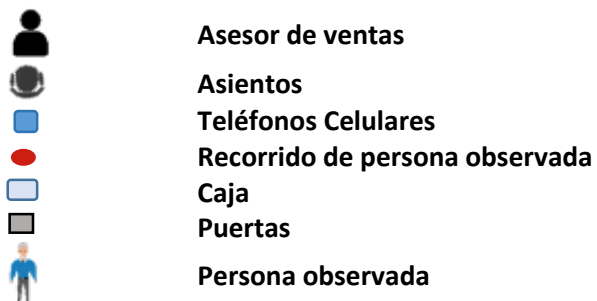 Asesor de ventas
Asientos
Teléfonos Celulares
Recorrido de persona observada
Caja
Puertas
Persona observada